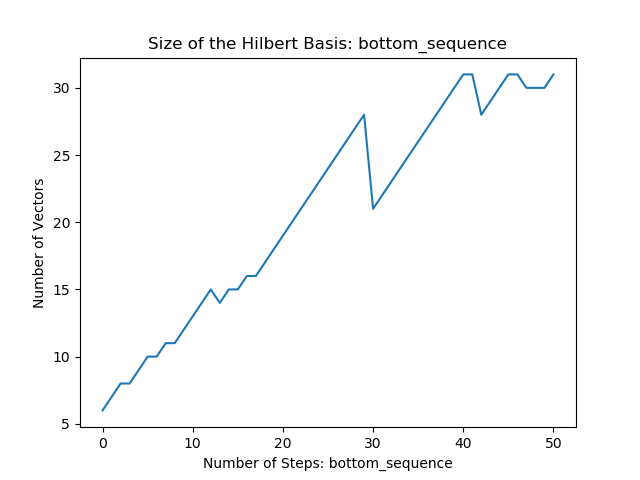 Size of the Hilbert Basis: bottom_sequence
Number of Vectors
30
25
20
15
10
5
0 10 20 30 40 50
Number of Steps: bottom_sequence